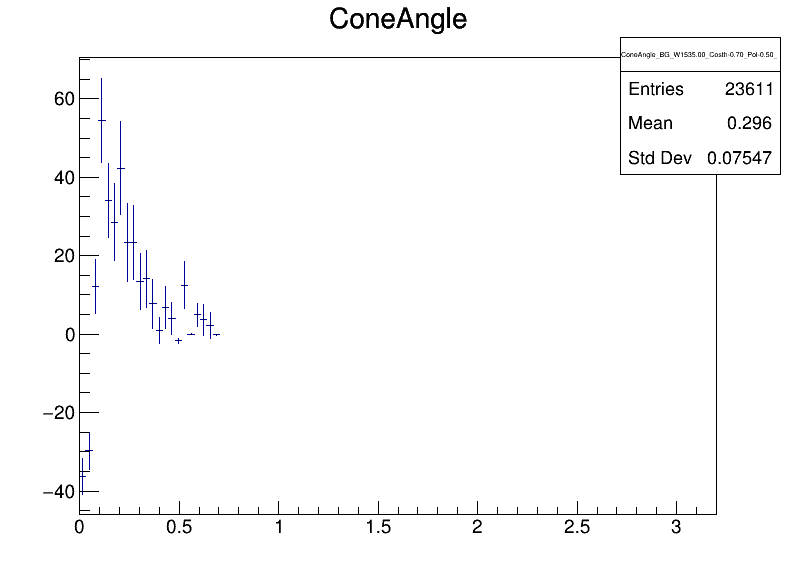 ConeAngle
ConeAngle_BG_W1535.00_Costh-0.70_Pol-0.50_
Entries 23611
Mean 0.296
Std Dev 0.07547
60
40
20
0
−20
−40
0 0.5 1 1.5 2 2.5 3